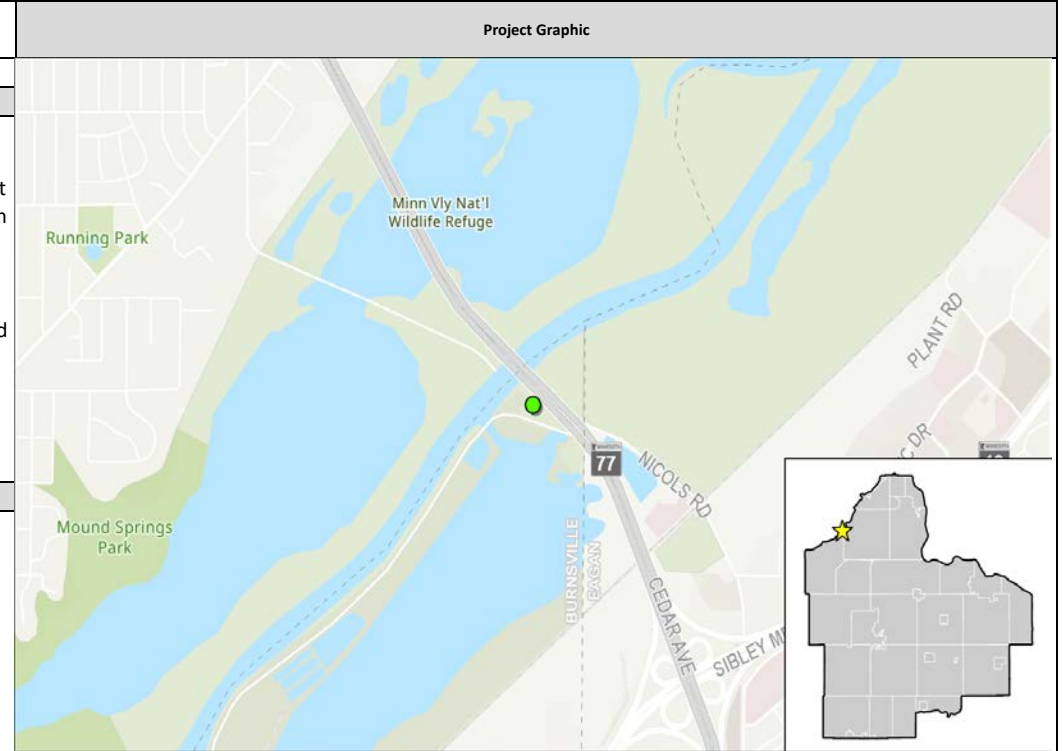 Project Graphic
t
n
d
Minn Vly Nat'l
Wildlife Refuge
Running Park
PLANT RD
C DR
MINNESOTA
77
NICOLS RD
Mound Springs
Park
BURNSVILLE
EAGAN
CEDAR AVE
SIBLEY M